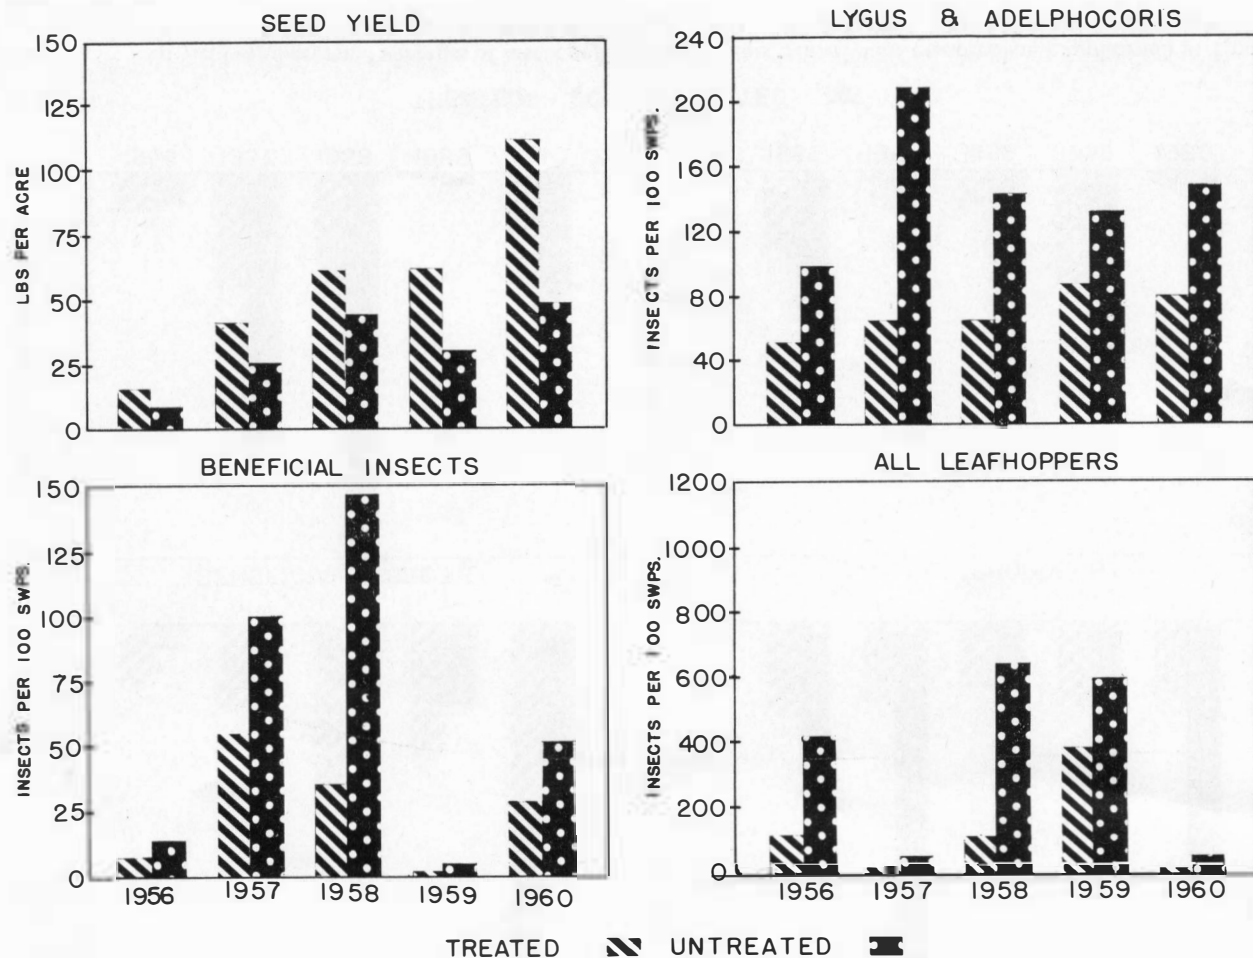 SEED YIELD
150
125
100
75
50
25
0
LBS PER ACRE
LYGUS & ADELPHOCORIS
240
200
160
120
80
40
0
INSECTS PER 100 SWPS.
BENEFICIAL INSECTS
150
125
100
75
50
25
0
INSECTS PER 100 SWPS.
1956 1957 1958 1959 1960
ALL LEAFHOPPERS
1200
1000
800
600
400
200
0
INSECTS PER 100 SWPS.
1956 1957 1958 1959 1960
TREATED UNTREATED